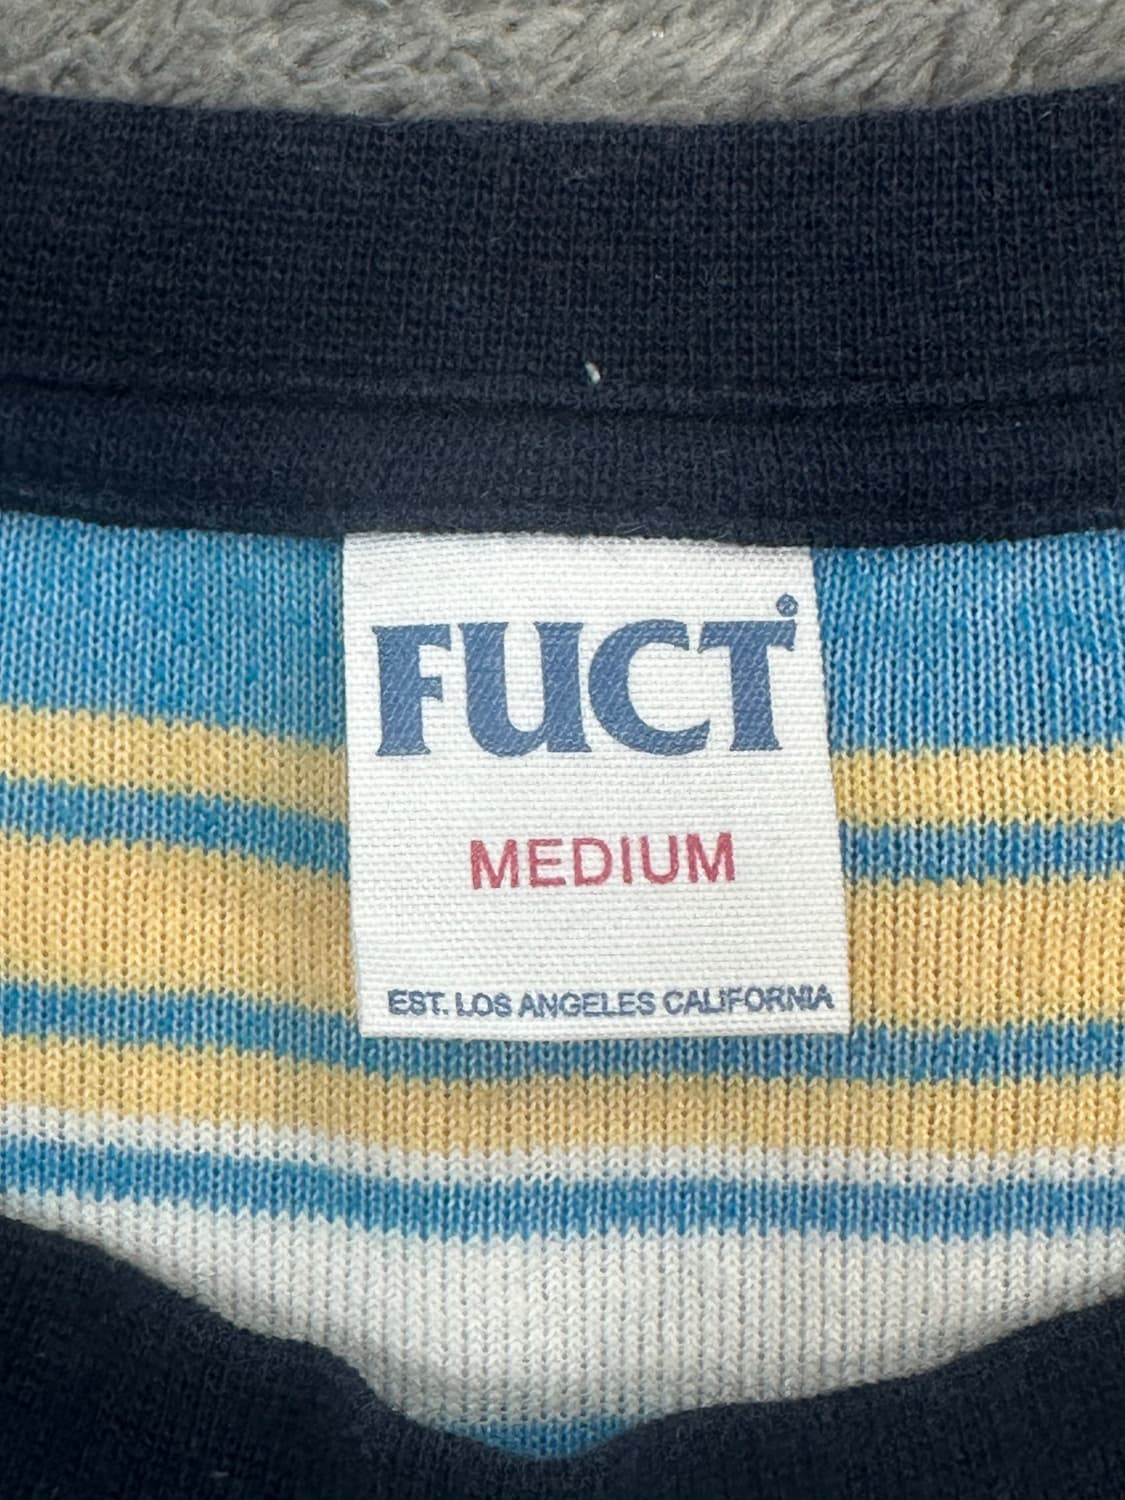 FUCT®
MEDIUM
EST. LOS ANGELES CALIFORNIA